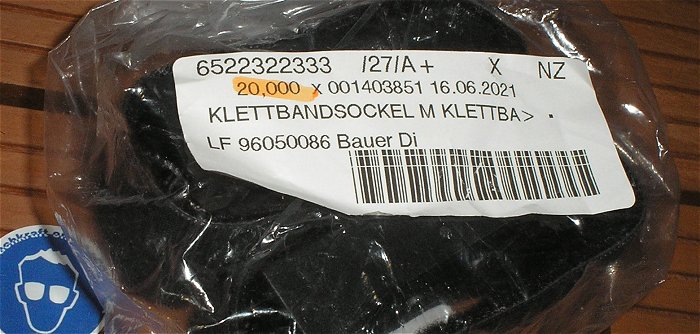 6522322333 /27/A+ X NZ
20,000 X 001403851 16.06.2021
KLETTBANDSOCKEL M KLETTBA> .
LF 96050086 Bauer Di